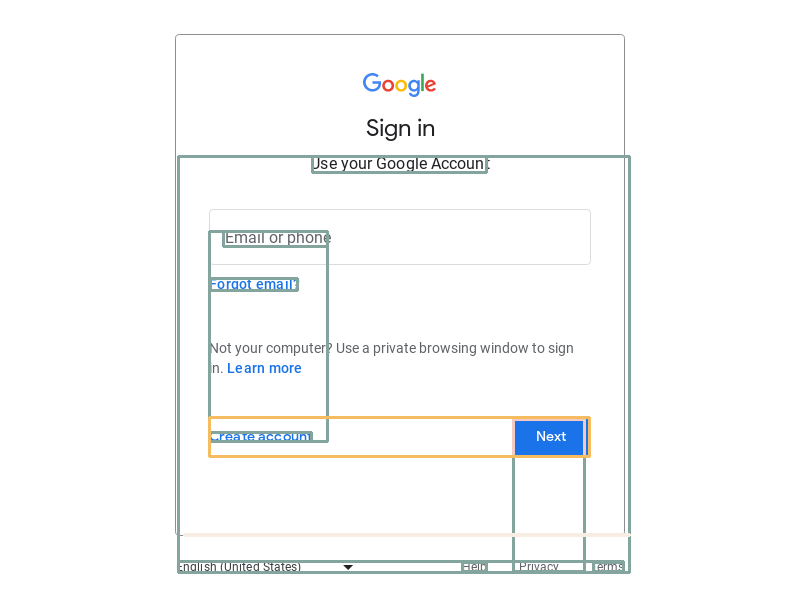 Google
Sign in
Use your Google Account
Email or phone
Forgot email?
Not your computer? Use a private browsing window to sign
in. Learn more
Create account
Next
English (United States)
Help
Privacy
Terms